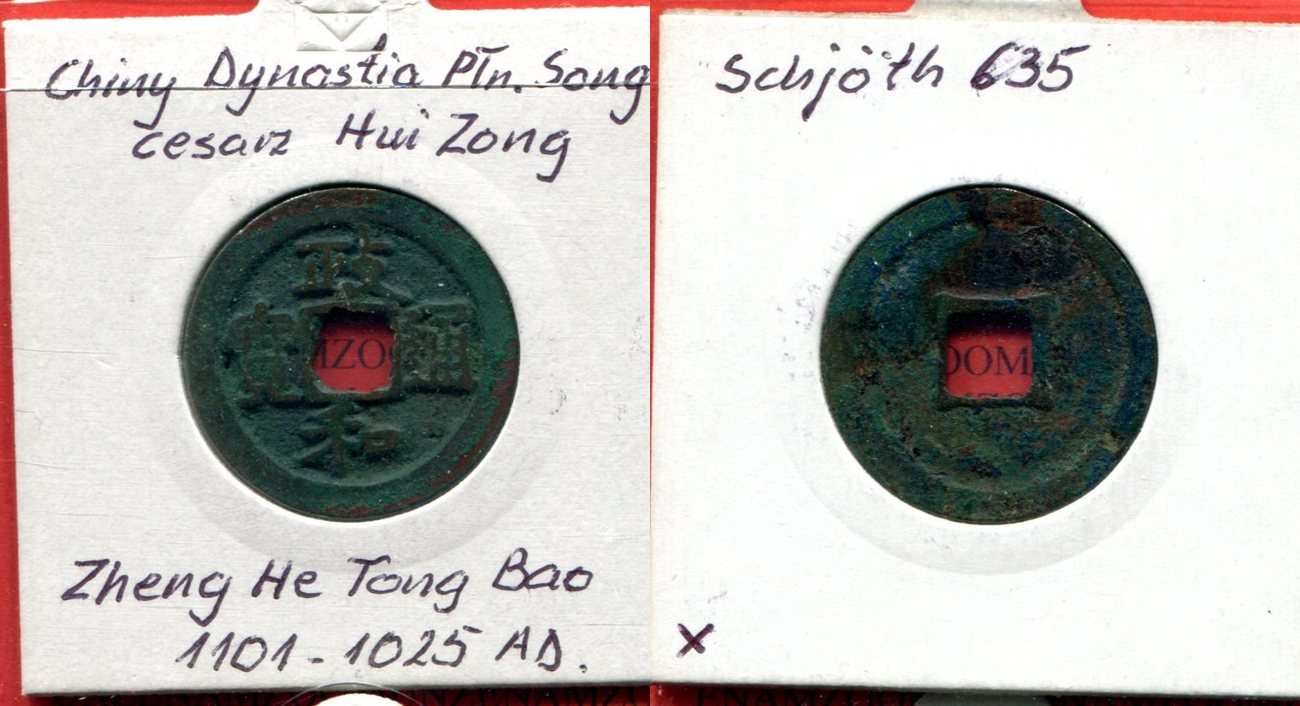 Chiny Dynastia Płn. Song
cesarz Hui Zong
政
寶 通
和
MZO
Zheng He Tong Bao
1101-1025 AD.
Schjöth 635
OOM
X